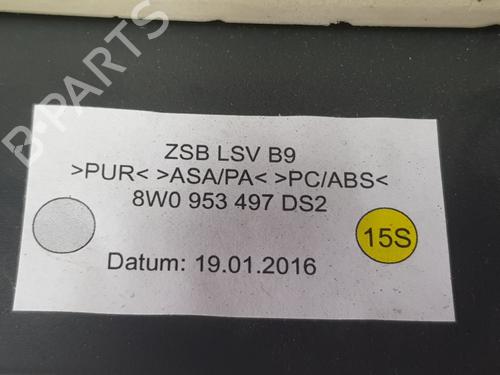 ZSB LSV B9
>PUR< >ASA/PA< >PC/ABS<
8W0 953 497 DS2
15S
Datum: 19.01.2016
B-PARTS